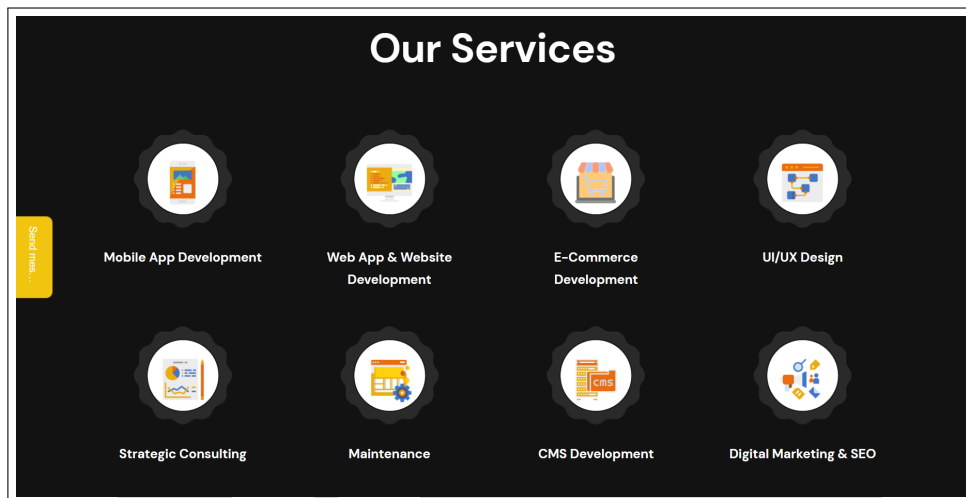 Our Services
Send mes...
Mobile App Development
Web App & Website
Development
E-Commerce
Development
UI/UX Design
CMS
Strategic Consulting
Maintenance
CMS Development
Digital Marketing & SEO